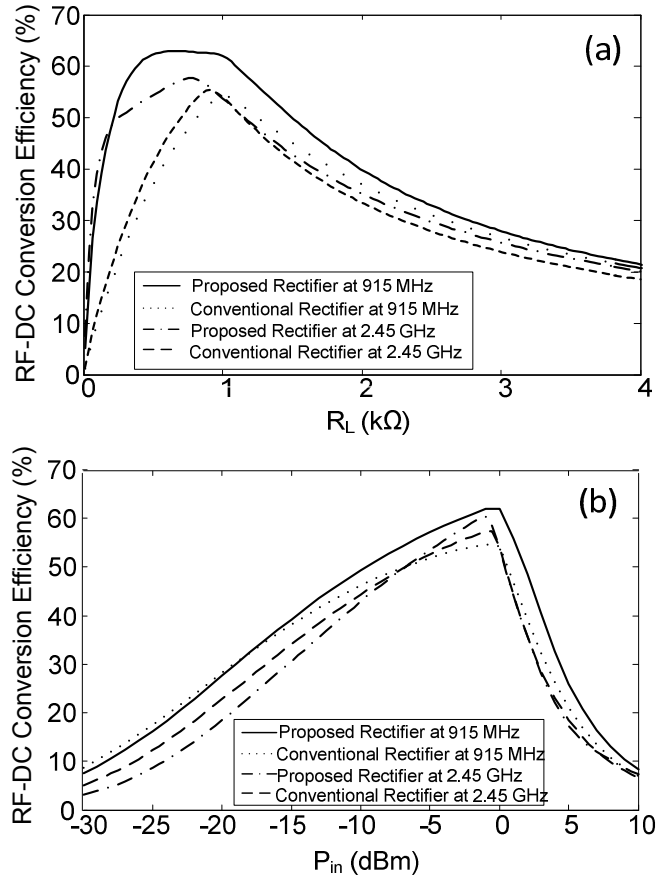 RF-DC Conversion Efficiency (%)
70
60
50
40
30
20
10
0
(a)
Proposed Rectifier at 915 MHz
Conventional Rectifier at 915 MHz
Proposed Rectifier at 2.45 GHz
Conventional Rectifier at 2.45 GHz
0 1 2 3 4
R_L (kΩ)
RF-DC Conversion Efficiency (%)
70
60
50
40
30
20
10
0
(b)
Proposed Rectifier at 915 MHz
Conventional Rectifier at 915 MHz
Proposed Rectifier at 2.45 GHz
Conventional Rectifier at 2.45 GHz
-30 -25 -20 -15 -10 -5 0 5 10
P_in (dBm)